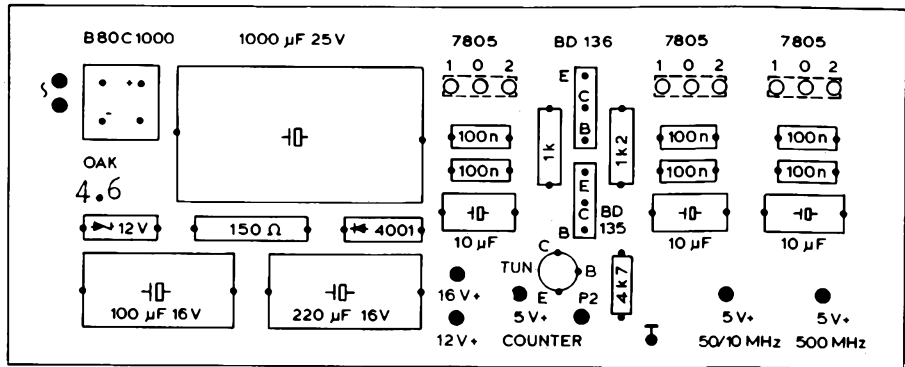 B80C1000 1000 µF 25V 7805 BD 136 7805 7805
1 0 2 E 1 0 2 1 0 2
C
+
-
100n 1k B 1k2 100n 100n
OAK 100n E 100n 100n
4.6
C BD
12V 150 Ω 4001 B 135
10 µF 10 µF 10 µF
C
TUN B 4k7
16V+ E P2
100 µF 16V 220 µF 16V 5V+ 5V+ 5V+
12V+ COUNTER 50/10 MHz 500 MHz